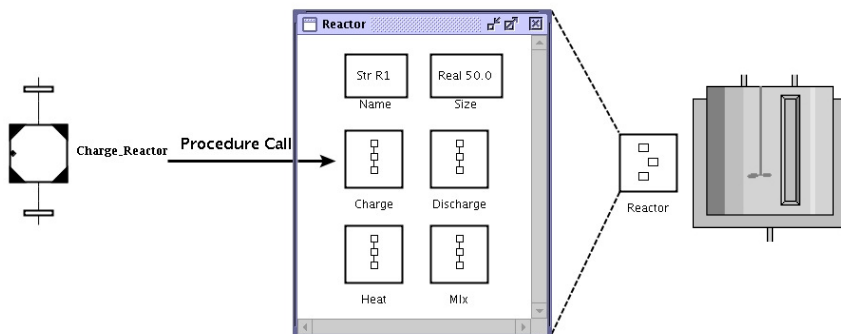 Reactor
Str R1
Real 50.0
Name
Size
Charge_Reactor
Procedure Call
Charge
Discharge
Reactor
Heat
MIx